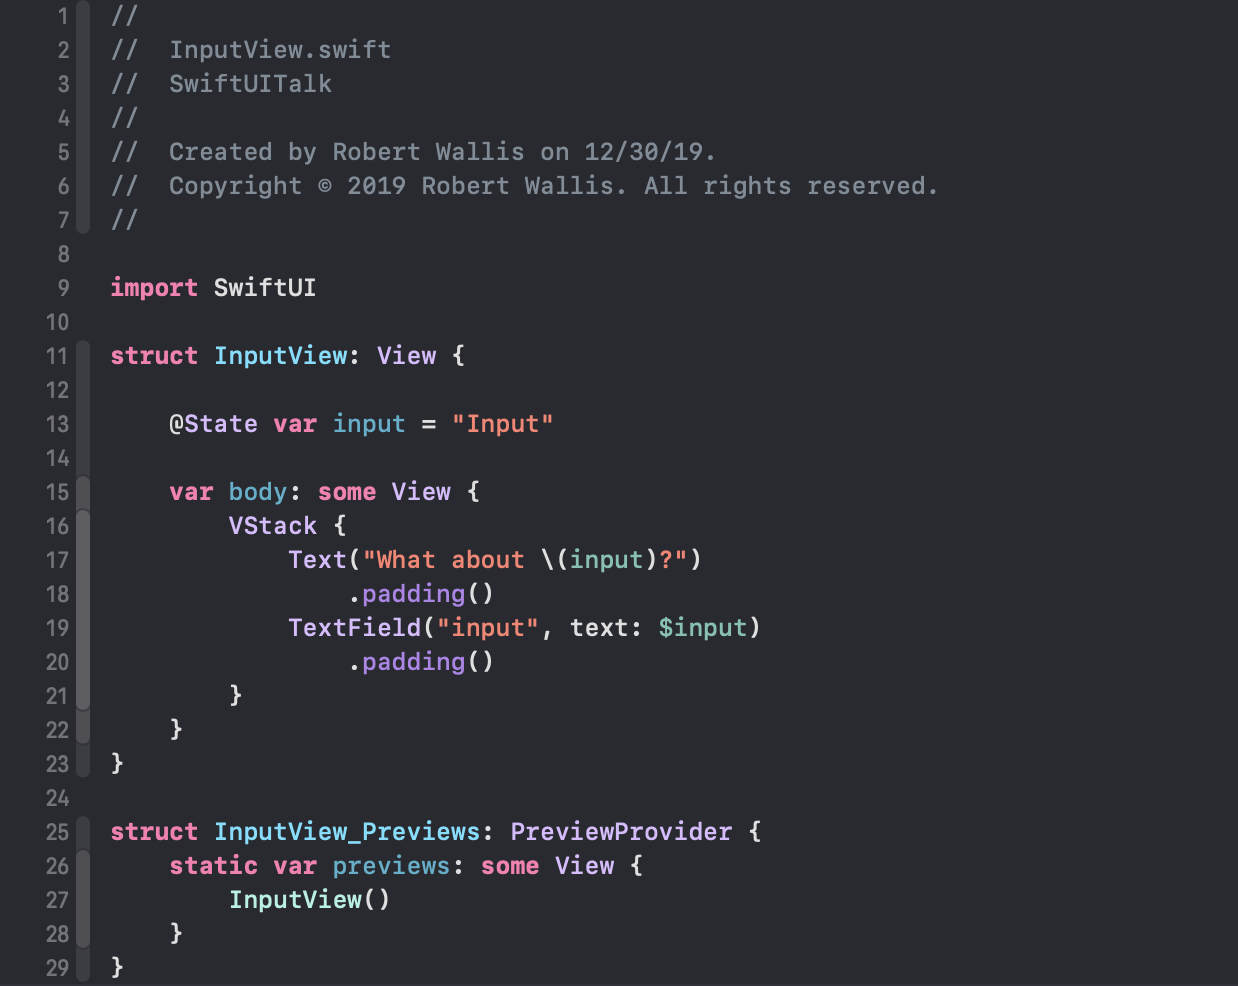 1 //
2 //  InputView.swift
3 //  SwiftUITalk
4 //
5 //  Created by Robert Wallis on 12/30/19.
6 //  Copyright © 2019 Robert Wallis. All rights reserved.
7 //
8
9 import SwiftUI
10
11 struct InputView: View {
12
13     @State var input = "Input"
14
15     var body: some View {
16         VStack {
17             Text("What about \(input)?")
18                 .padding()
19             TextField("input", text: $input)
20                 .padding()
21         }
22     }
23 }
24
25 struct InputView_Previews: PreviewProvider {
26     static var previews: some View {
27         InputView()
28     }
29 }